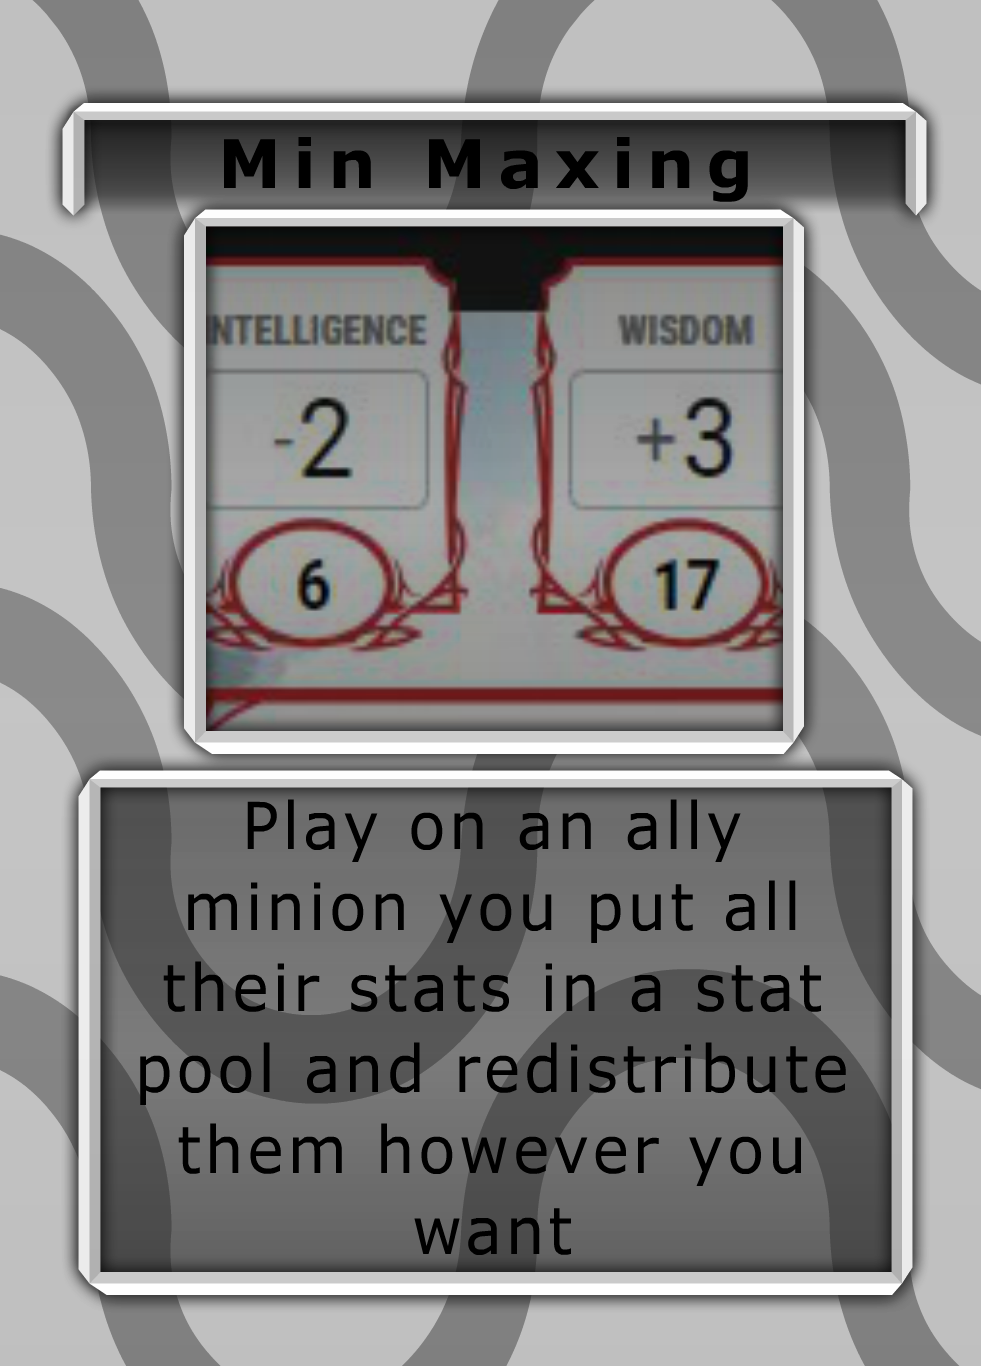 Min Maxing
NTELLIGENCE WISDOM
-2 +3
6 17
Play on an ally
minion you put all
their stats in a stat
pool and redistribute
them however you
want